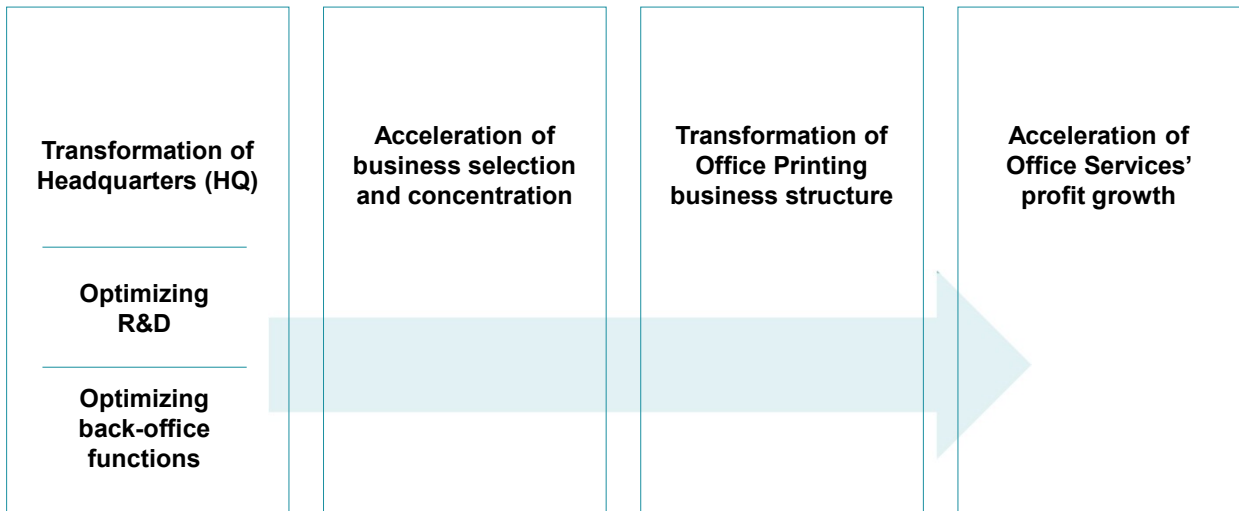 Transformation of
Headquarters (HQ)
Optimizing
R&D
Optimizing
back-office
functions
Acceleration of
business selection
and concentration
Transformation of
Office Printing
business structure
Acceleration of
Office Services’
profit growth